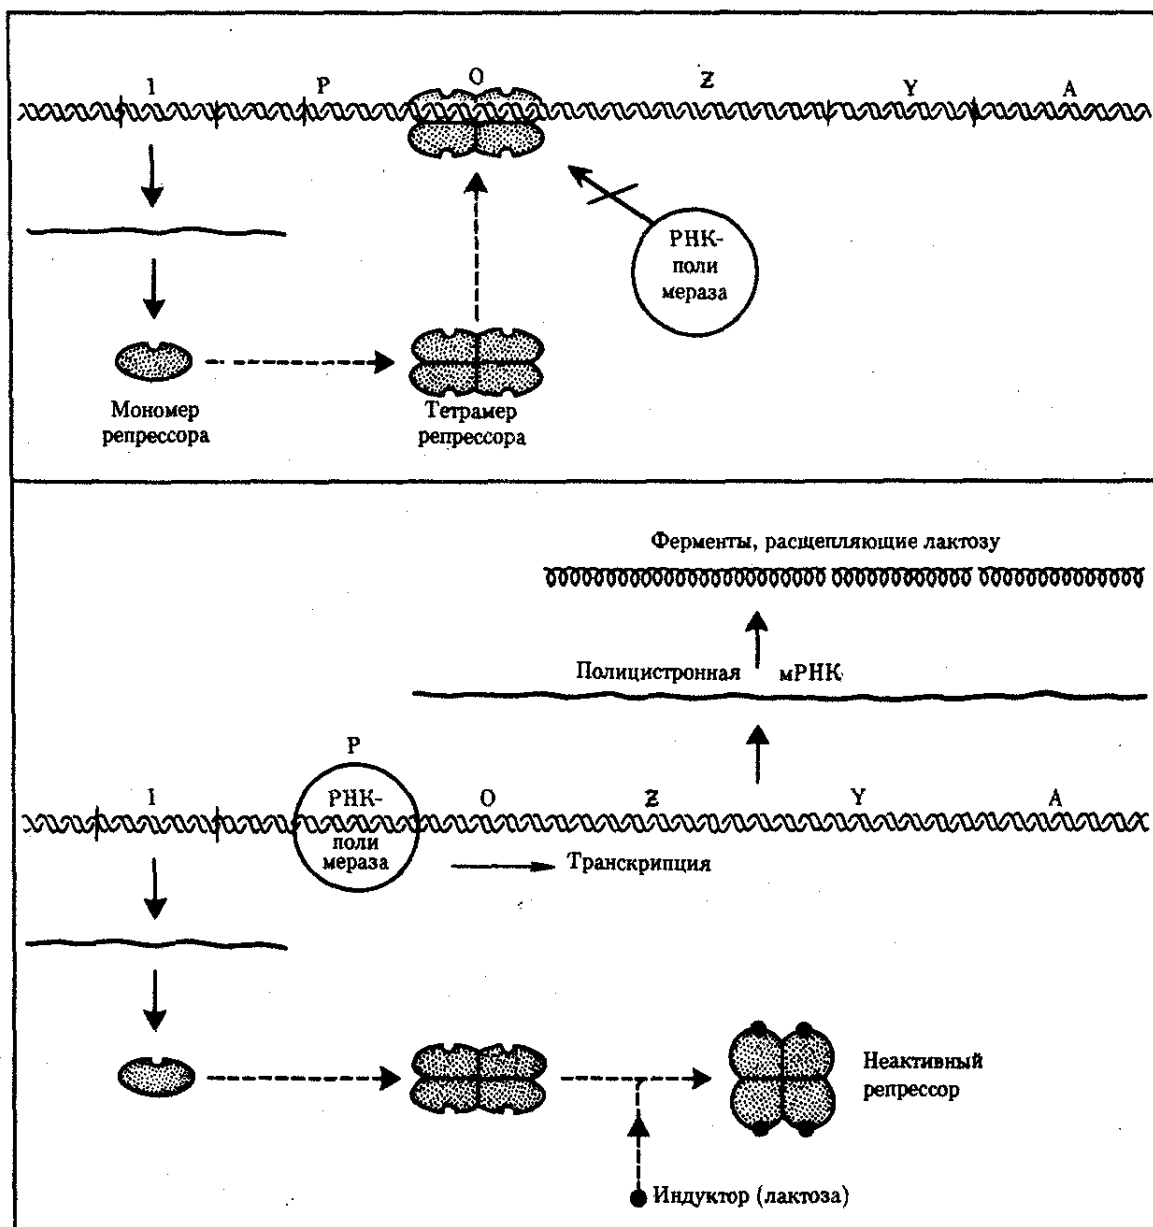 I P O Z Y A
РНК-
поли
мераза
Мономер
репрессора
Тетрамер
репрессора
Ферменты, расщепляющие лактозу
Полицистронная мРНК
P
I РНК- O Z Y A
поли
мераза
Транскрипция
Неактивный
репрессор
Индуктор (лактоза)